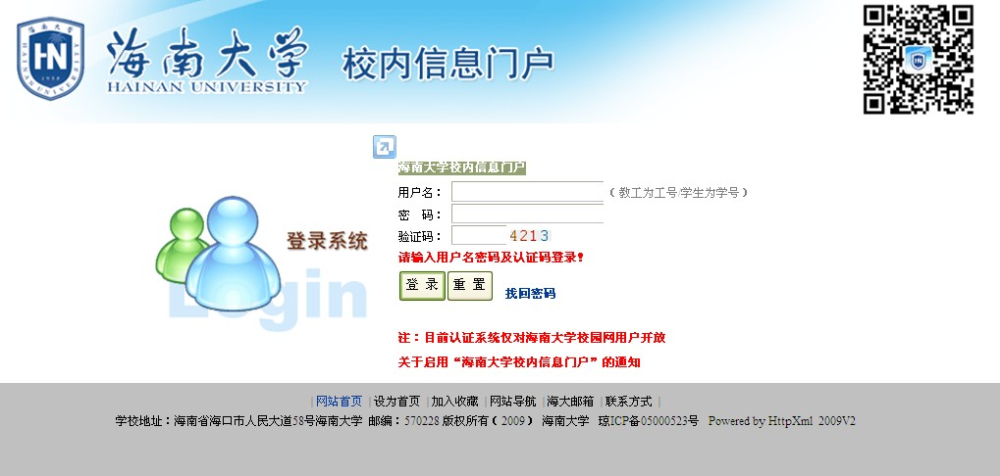 海南大学 校内信息门户
HAINAN UNIVERSITY
HN
HAINAN UNIVERSITY
1958
海南大学校内信息门户
用户名： （教工为工号/学生为学号）
密 码：
验证码： 4213
请输入用户名密码及认证码登录！
登录系统
Login
登 录 重 置 找回密码
注：目前认证系统仅对海南大学校园网用户开放
关于启用“海南大学校内信息门户”的通知
| 网站首页 | 设为首页 | 加入收藏 | 网站导航 | 海大邮箱 | 联系方式 |
学校地址：海南省海口市人民大道58号海南大学 邮编：570228 版权所有（2009） 海南大学 琼ICP备05000523号 Powered by HttpXml 2009V2